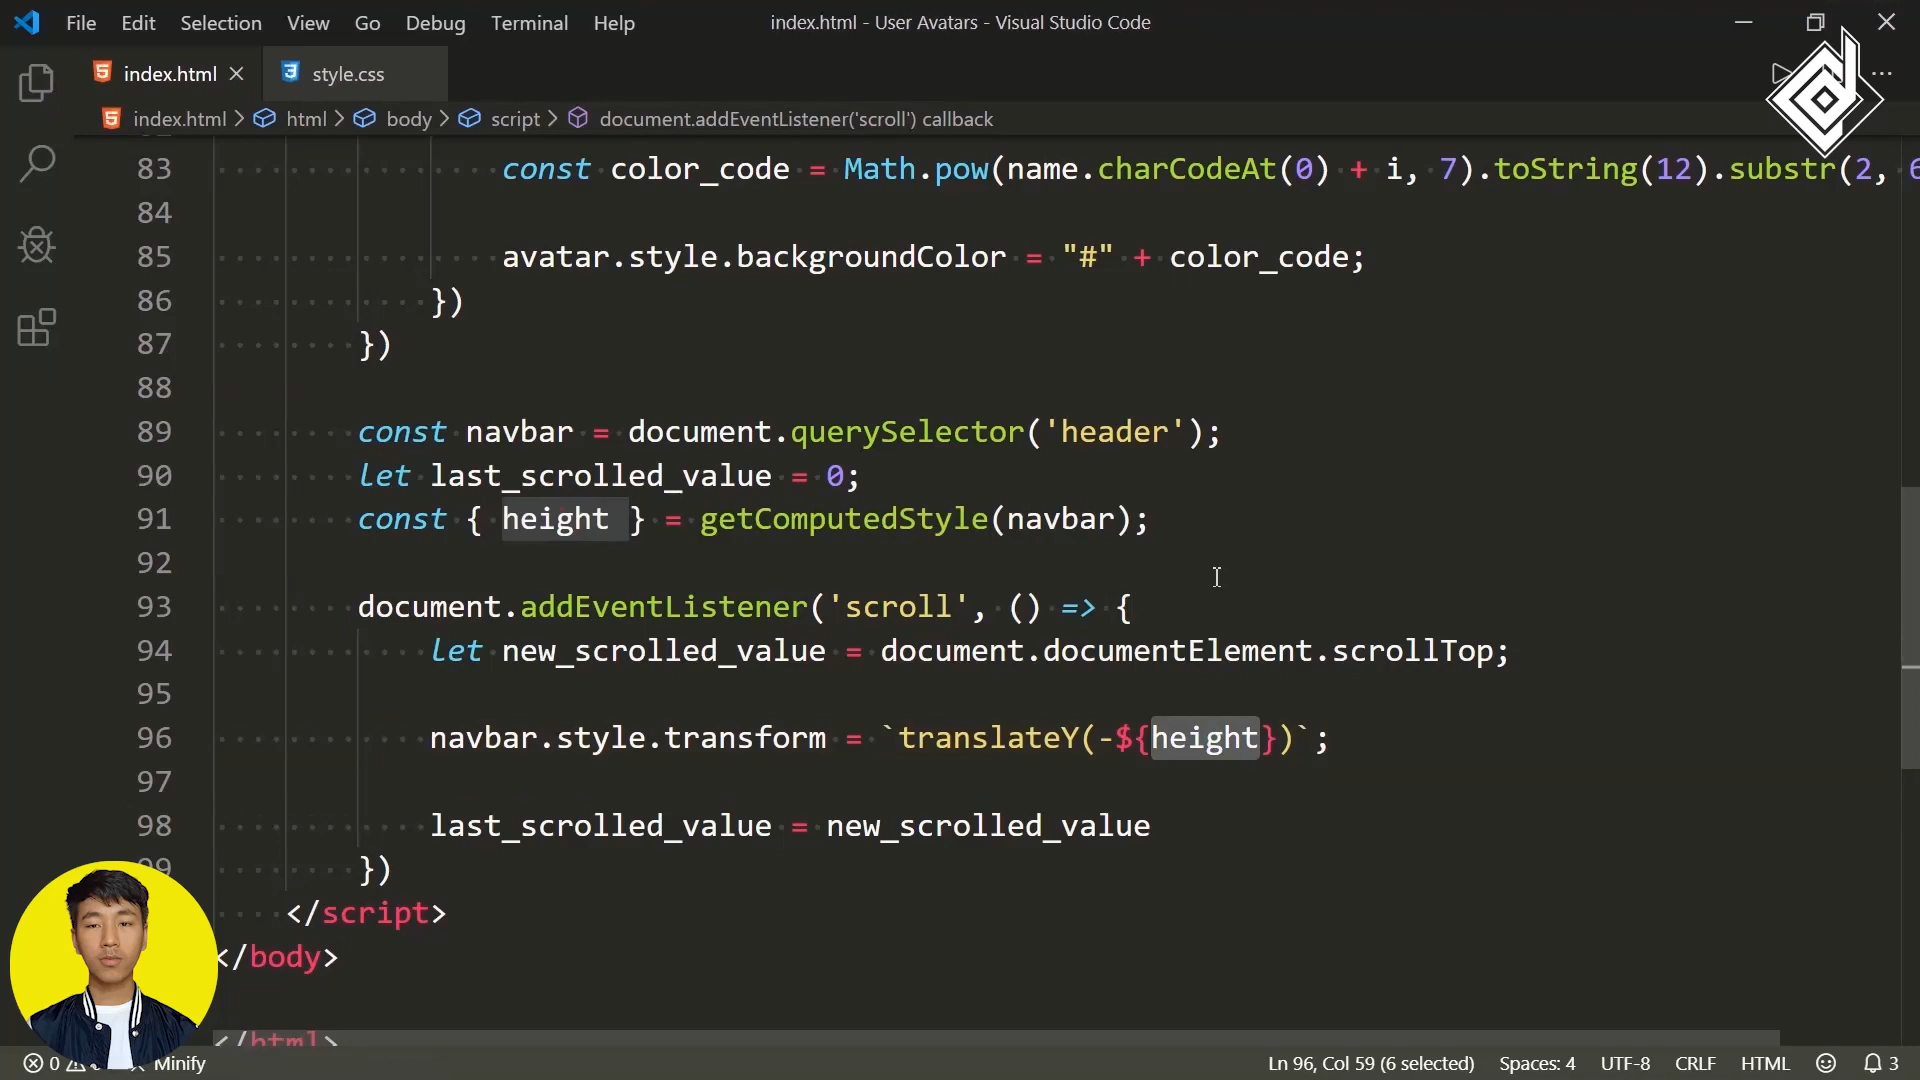 File Edit Selection View Go Debug Terminal Help index.html - User Avatars - Visual Studio Code
index.html style.css
index.html > html > body > script > document.addEventListener('scroll') callback
83 const color_code = Math.pow(name.charCodeAt(0) + i, 7).toString(12).substr(2, 6
84
85 avatar.style.backgroundColor = "#" + color_code;
86 })
87 })
88
89 const navbar = document.querySelector('header');
90 let last_scrolled_value = 0;
91 const { height } = getComputedStyle(navbar);
92
93 document.addEventListener('scroll', () => {
94 let new_scrolled_value = document.documentElement.scrollTop;
95
96 navbar.style.transform = `translateY(-${height})`;
97
98 last_scrolled_value = new_scrolled_value
99 })
</script>
</body>
</html>
0 Minify Ln 96, Col 59 (6 selected) Spaces: 4 UTF-8 CRLF HTML 3